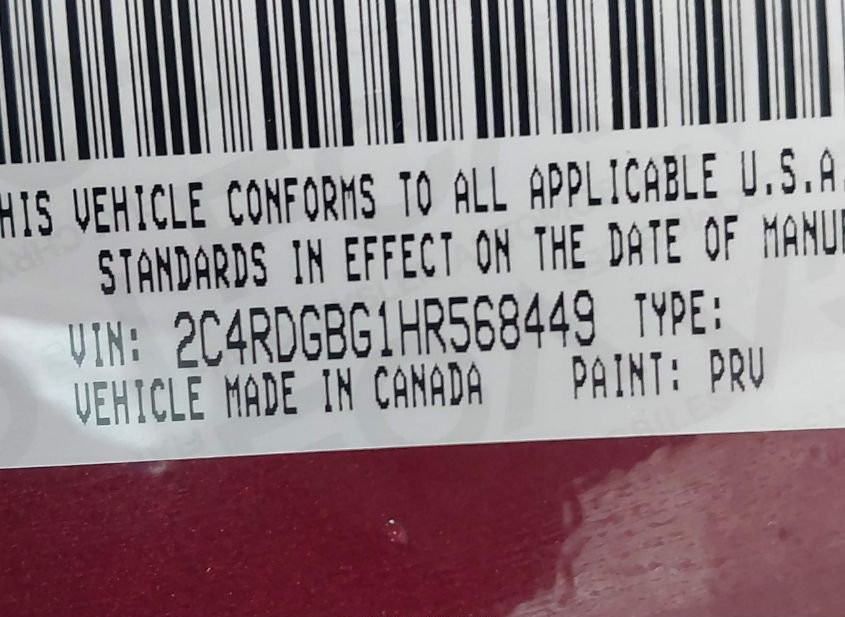 HIS VEHICLE CONFORMS TO ALL APPLICABLE U.S.A.
STANDARDS IN EFFECT ON THE DATE OF MANUF
VIN: 2C4RDGBG1HR568449 TYPE:
VEHICLE MADE IN CANADA PAINT: PRV